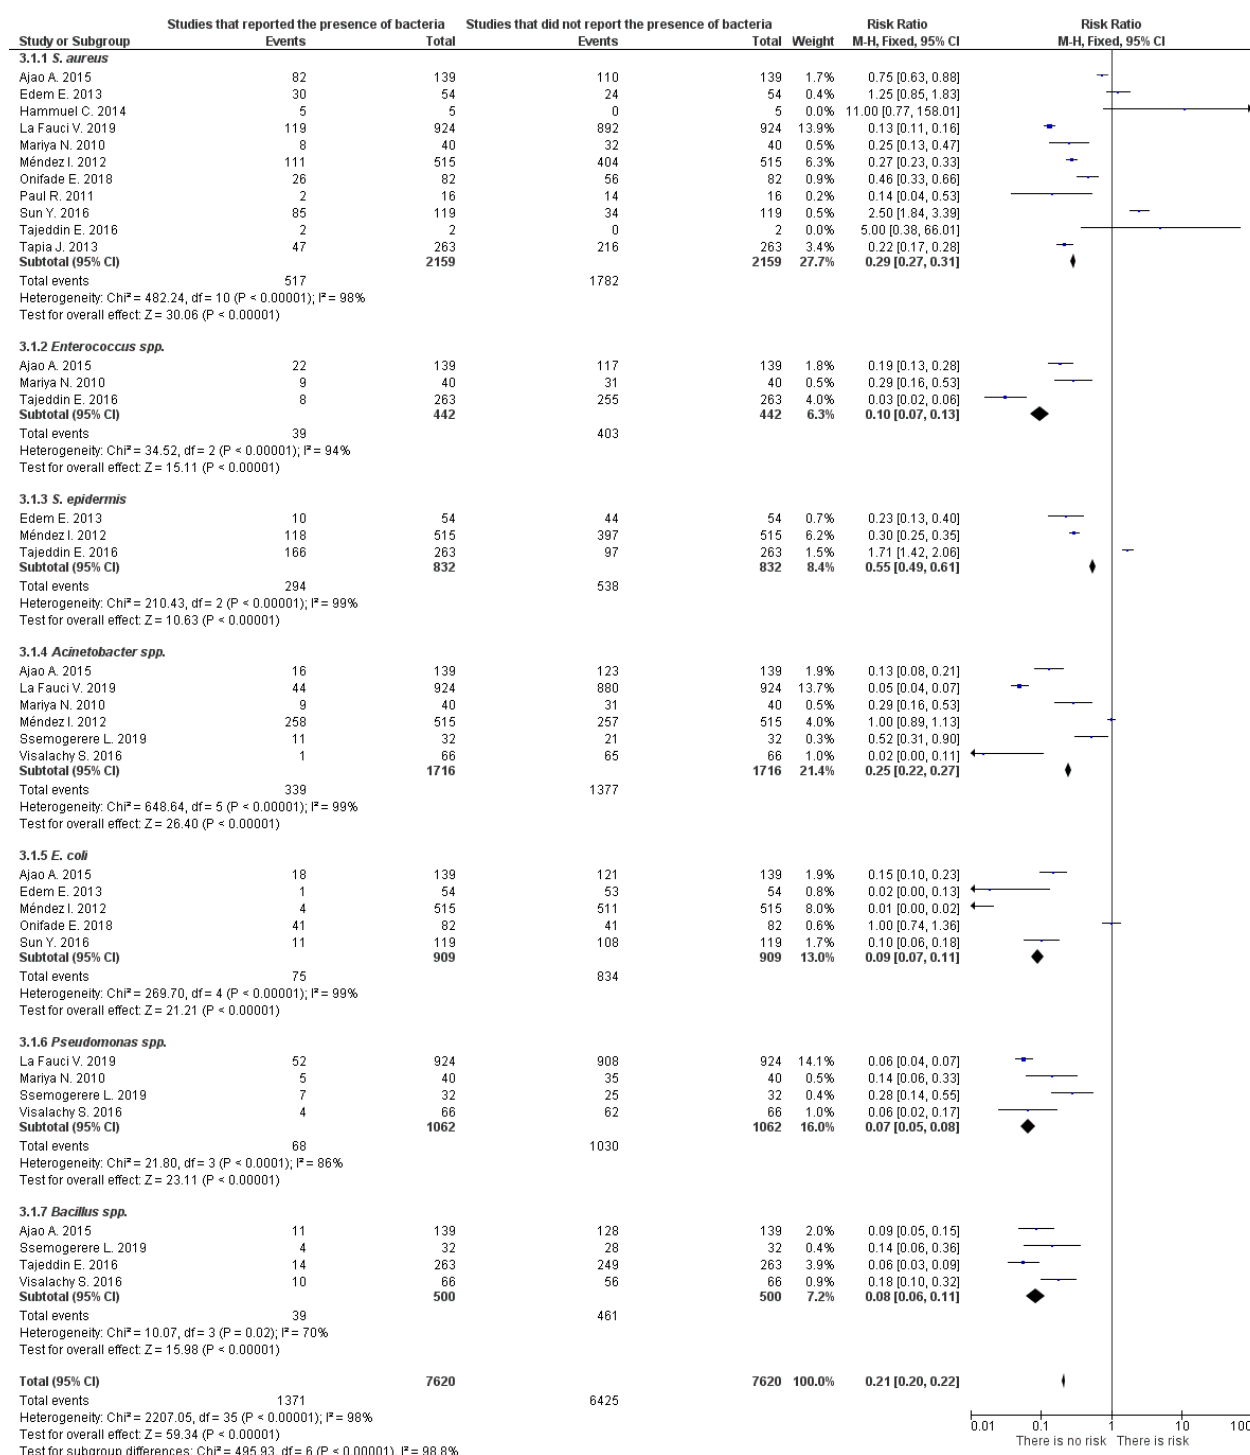 Studies that reported the presence of bacteria Studies that did not report the presence of bacteria Risk Ratio Risk Ratio
Study or Subgroup Events Total Events Total Weight M-H, Fixed, 95% CI M-H, Fixed, 95% CI
3.1.1 S. aureus
Ajao A. 2015 82 139 110 139 1.7% 0.75 [0.63, 0.88]
Edem E. 2013 30 54 24 54 0.4% 1.25 [0.85, 1.83]
Hammuel C. 2014 5 5 0 5 0.0% 11.00 [0.77, 158.01]
La Fauci V. 2019 119 924 892 924 13.9% 0.13 [0.11, 0.16]
Mariya N. 2010 8 40 32 40 0.5% 0.25 [0.13, 0.47]
Méndez I. 2012 111 515 404 515 6.3% 0.27 [0.23, 0.33]
Onifade E. 2018 26 82 56 82 0.9% 0.46 [0.33, 0.66]
Paul R. 2011 2 16 14 16 0.2% 0.14 [0.04, 0.53]
Sun Y. 2016 85 119 34 119 0.5% 2.50 [1.84, 3.39]
Tajeddin E. 2016 2 2 0 2 0.0% 5.00 [0.38, 66.01]
Tapia J. 2013 47 263 216 263 3.4% 0.22 [0.17, 0.28]
Subtotal (95% CI) 2159 2159 27.7% 0.29 [0.27, 0.31]
Total events 517 1782
Heterogeneity: Chi² = 482.24, df = 10 (P < 0.00001); I² = 98%
Test for overall effect: Z = 30.06 (P < 0.00001)
3.1.2 Enterococcus spp.
Ajao A. 2015 22 139 117 139 1.8% 0.19 [0.13, 0.28]
Mariya N. 2010 9 40 31 40 0.5% 0.29 [0.16, 0.53]
Tajeddin E. 2016 8 263 255 263 4.0% 0.03 [0.02, 0.06]
Subtotal (95% CI) 442 442 6.3% 0.10 [0.07, 0.13]
Total events 39 403
Heterogeneity: Chi² = 34.52, df = 2 (P < 0.00001); I² = 94%
Test for overall effect: Z = 15.11 (P < 0.00001)
3.1.3 S. epidermis
Edem E. 2013 10 54 44 54 0.7% 0.23 [0.13, 0.40]
Méndez I. 2012 118 515 397 515 6.2% 0.30 [0.25, 0.35]
Tajeddin E. 2016 166 263 97 263 1.5% 1.71 [1.42, 2.06]
Subtotal (95% CI) 832 832 8.4% 0.55 [0.49, 0.61]
Total events 294 538
Heterogeneity: Chi² = 210.43, df = 2 (P < 0.00001); I² = 99%
Test for overall effect: Z = 10.63 (P < 0.00001)
3.1.4 Acinetobacter spp.
Ajao A. 2015 16 139 123 139 1.9% 0.13 [0.08, 0.21]
La Fauci V. 2019 44 924 880 924 13.7% 0.05 [0.04, 0.07]
Mariya N. 2010 9 40 31 40 0.5% 0.29 [0.16, 0.53]
Méndez I. 2012 258 515 257 515 4.0% 1.00 [0.89, 1.13]
Ssemogerere L. 2019 11 32 21 32 0.3% 0.52 [0.31, 0.90]
Visalachy S. 2016 1 66 65 66 1.0% 0.02 [0.00, 0.11]
Subtotal (95% CI) 1716 1716 21.4% 0.25 [0.22, 0.27]
Total events 339 1377
Heterogeneity: Chi² = 648.64, df = 5 (P < 0.00001); I² = 99%
Test for overall effect: Z = 26.40 (P < 0.00001)
3.1.5 E. coli
Ajao A. 2015 18 139 121 139 1.9% 0.15 [0.10, 0.23]
Edem E. 2013 1 54 53 54 0.8% 0.02 [0.00, 0.13]
Méndez I. 2012 4 515 511 515 8.0% 0.01 [0.00, 0.02]
Onifade E. 2018 41 82 41 82 0.6% 1.00 [0.74, 1.36]
Sun Y. 2016 11 119 108 119 1.7% 0.10 [0.06, 0.18]
Subtotal (95% CI) 909 909 13.0% 0.09 [0.07, 0.11]
Total events 75 834
Heterogeneity: Chi² = 269.70, df = 4 (P < 0.00001); I² = 99%
Test for overall effect: Z = 21.21 (P < 0.00001)
3.1.6 Pseudomonas spp.
La Fauci V. 2019 52 924 908 924 14.1% 0.06 [0.04, 0.07]
Mariya N. 2010 5 40 35 40 0.5% 0.14 [0.06, 0.33]
Ssemogerere L. 2019 7 32 25 32 0.4% 0.28 [0.14, 0.55]
Visalachy S. 2016 4 66 62 66 1.0% 0.06 [0.02, 0.17]
Subtotal (95% CI) 1062 1062 16.0% 0.07 [0.05, 0.08]
Total events 68 1030
Heterogeneity: Chi² = 21.80, df = 3 (P < 0.0001); I² = 86%
Test for overall effect: Z = 23.11 (P < 0.00001)
3.1.7 Bacillus spp.
Ajao A. 2015 11 139 128 139 2.0% 0.09 [0.05, 0.15]
Ssemogerere L. 2019 4 32 28 32 0.4% 0.14 [0.06, 0.36]
Tajeddin E. 2016 14 263 249 263 3.9% 0.06 [0.03, 0.09]
Visalachy S. 2016 10 66 56 66 0.9% 0.18 [0.10, 0.32]
Subtotal (95% CI) 500 500 7.2% 0.08 [0.06, 0.11]
Total events 39 461
Heterogeneity: Chi² = 10.07, df = 3 (P = 0.02); I² = 70%
Test for overall effect: Z = 15.98 (P < 0.00001)
Total (95% CI) 7620 7620 100.0% 0.21 [0.20, 0.22]
Total events 1371 6425
Heterogeneity: Chi² = 2207.05, df = 35 (P < 0.00001); I² = 98%
Test for overall effect: Z = 59.34 (P < 0.00001)
Test for subgroup differences: Chi² = 495.93, df = 6 (P < 0.00001), I² = 98.8%
0.01 0.1 1 10 100
There is no risk There is risk